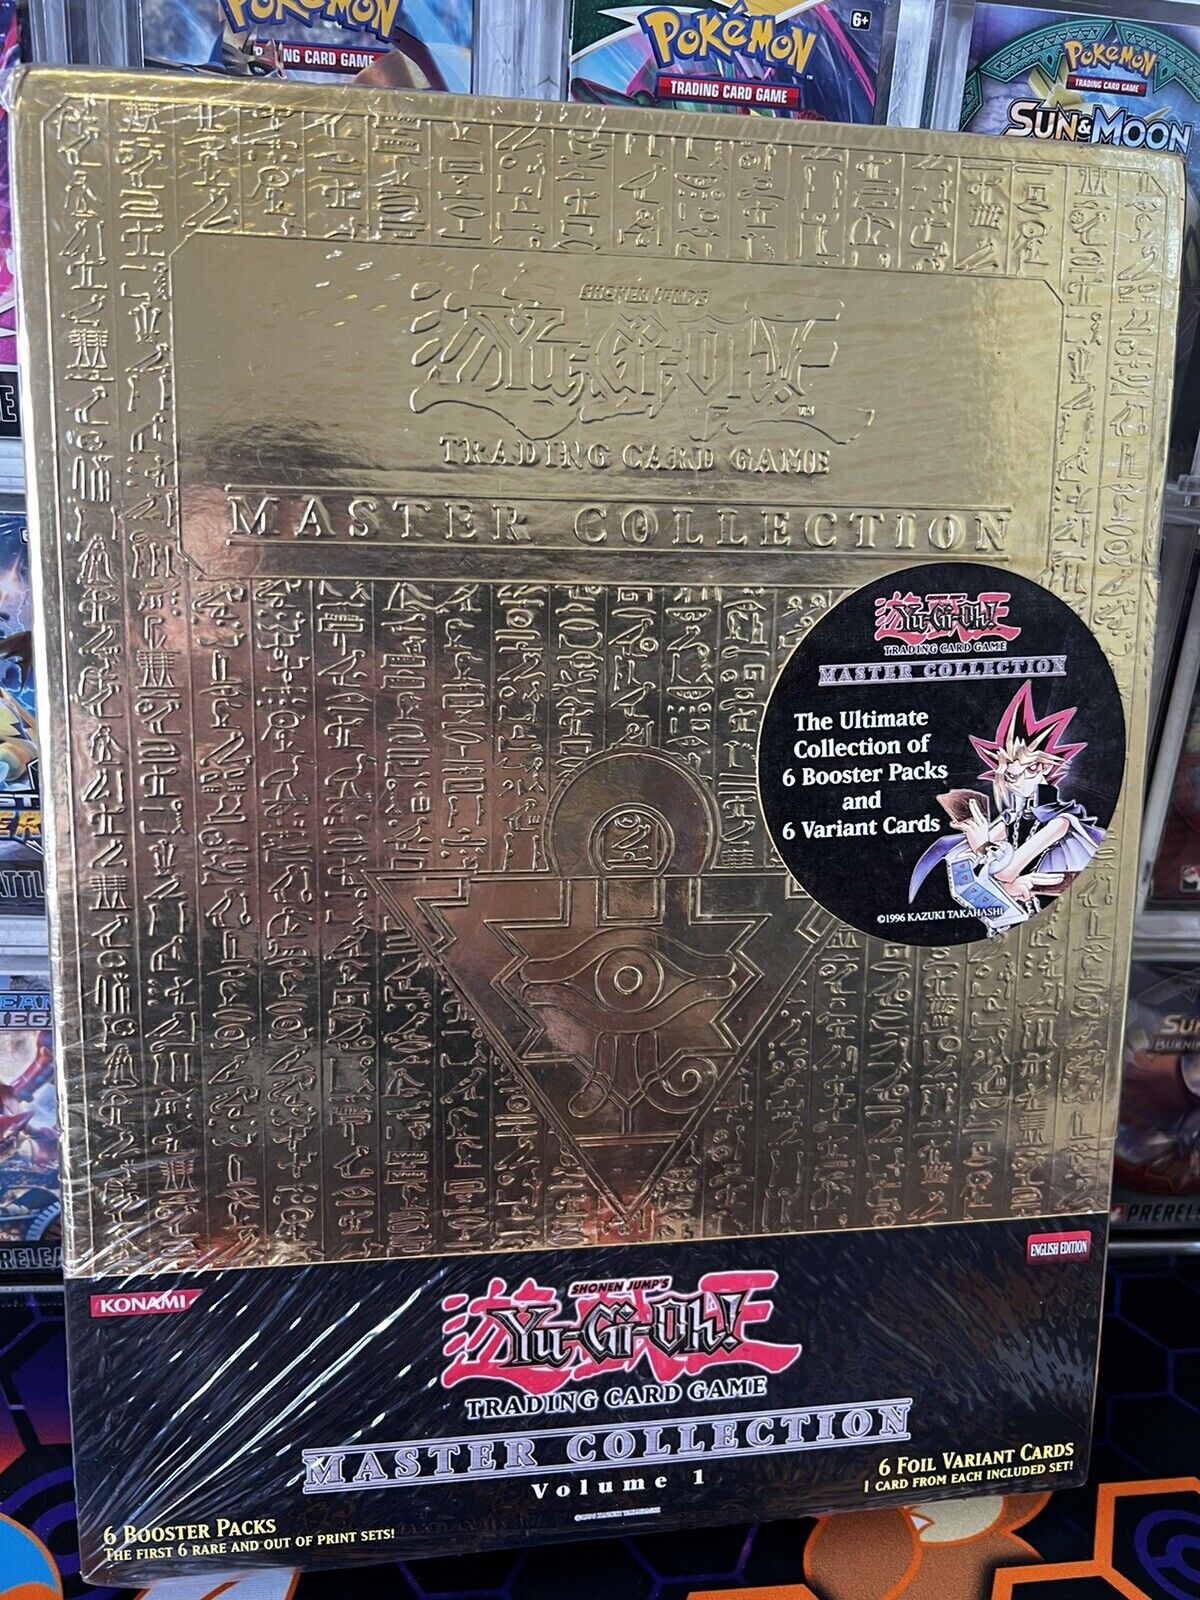 POKÉMON
TRADING CARD GAME
POKÉMON
6+
TRADING CARD GAME
POKÉMON
TRADING CARD GAME
SUN & MOON
SHONEN JUMP'S
Yu-Gi-Oh!
TRADING CARD GAME
MASTER COLLECTION
Yu-Gi-Oh!
TRADING CARD GAME
MASTER COLLECTION
The Ultimate
Collection of
6 Booster Packs
and
6 Variant Cards
©1996 KAZUKI TAKAHASHI
ENGLISH EDITION
KONAMI
SHONEN JUMP'S
遊戯王
Yu-Gi-Oh!
TRADING CARD GAME
MASTER COLLECTION
Volume 1
6 FOIL VARIANT CARDS
1 CARD FROM EACH INCLUDED SET!
6 BOOSTER PACKS
THE FIRST 6 RARE AND OUT OF PRINT SETS!